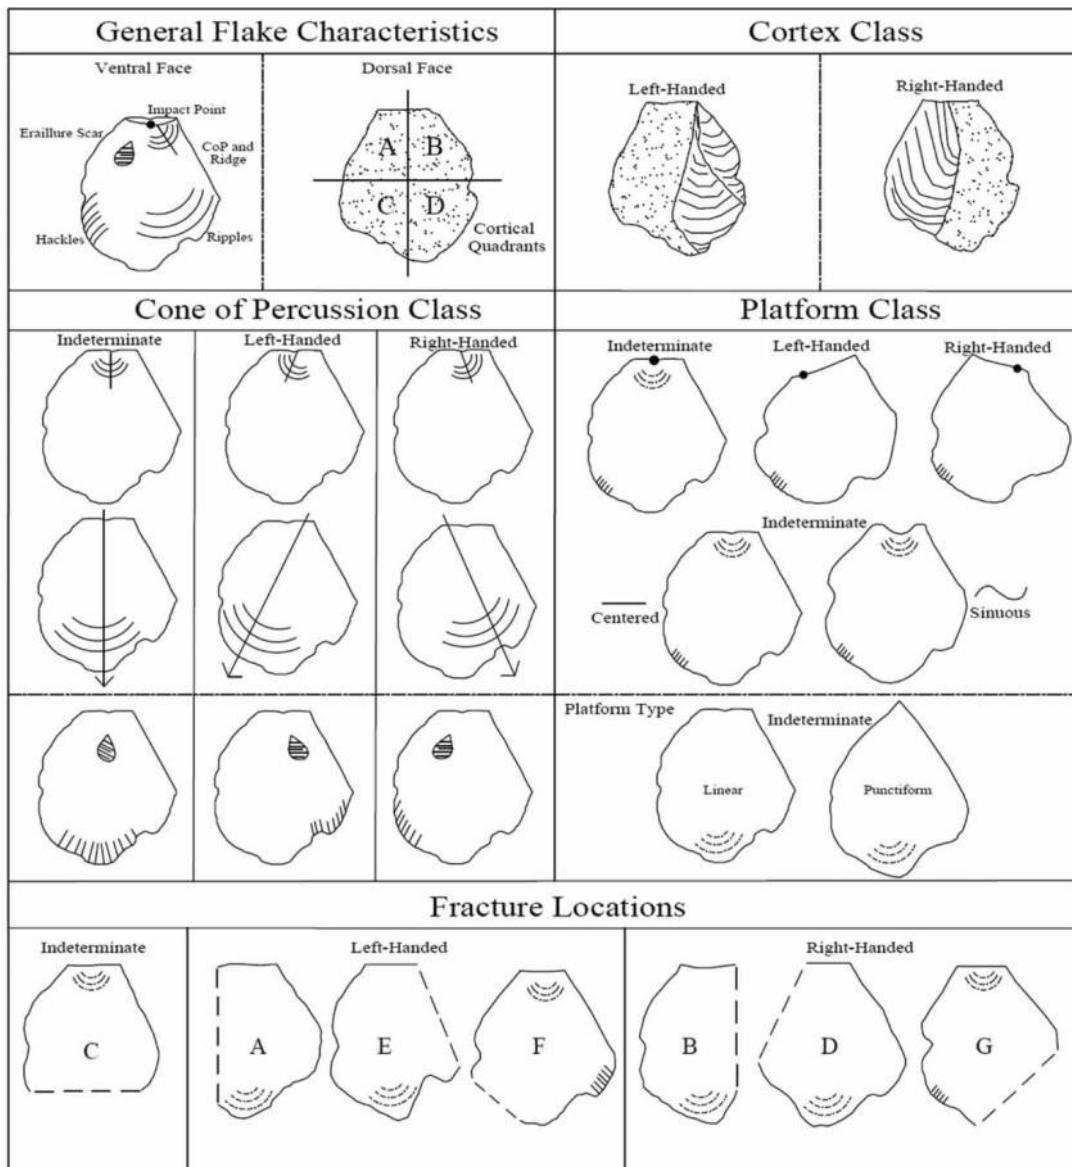 General Flake Characteristics
Ventral Face
Impact Point
Eraillure Scar
CoP and
Ridge
Hackles
Ripples
Dorsal Face
A B
C D
Cortical
Quadrants
Cortex Class
Left-Handed
Right-Handed
Cone of Percussion Class
Indeterminate
Left-Handed
Right-Handed
Platform Class
Indeterminate
Left-Handed
Right-Handed
Indeterminate
Centered
Sinuous
Platform Type
Indeterminate
Linear
Punctiform
Fracture Locations
Indeterminate
C
Left-Handed
A E F
Right-Handed
B D G